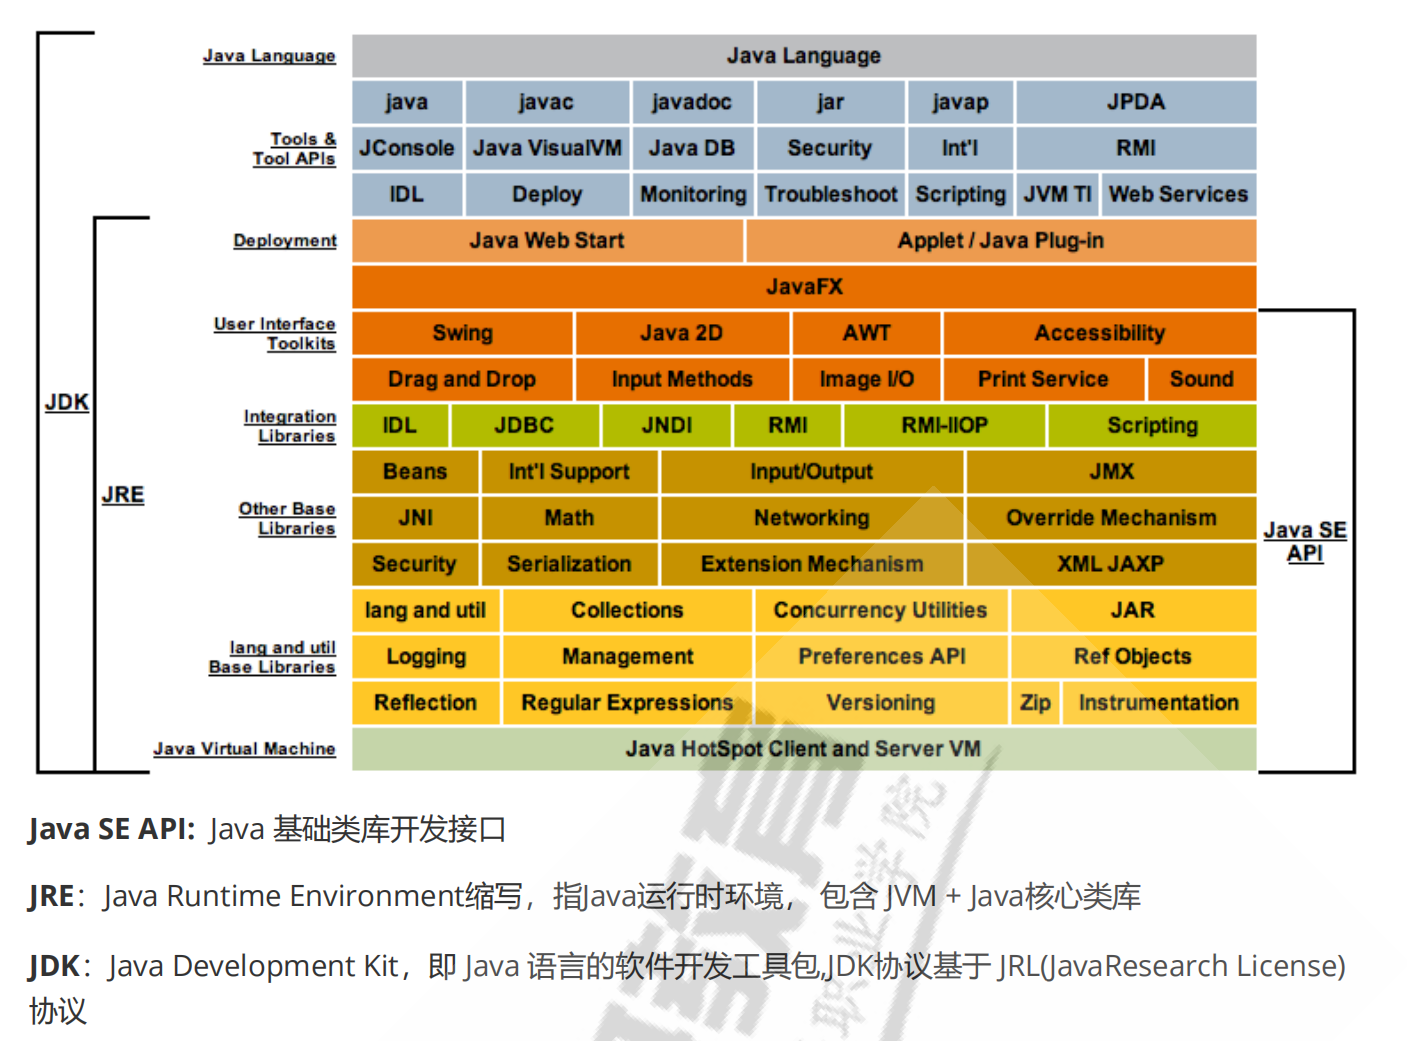 Java Language Java Language
java javac javadoc jar javap JPDA
Tools &
Tool APIs
JConsole Java VisualVM Java DB Security Int'l RMI
IDL Deploy Monitoring Troubleshoot Scripting JVM TI Web Services
Deployment Java Web Start Applet / Java Plug-in
JavaFX
User Interface
Toolkits
Swing Java 2D AWT Accessibility
Drag and Drop Input Methods Image I/O Print Service Sound
JDK
Integration
Libraries
IDL JDBC JNDI RMI RMI-IIOP Scripting
Beans Int'l Support Input/Output JMX
JRE
Other Base
Libraries
JNI Math Networking Override Mechanism
Java SE
API
Security Serialization Extension Mechanism XML JAXP
lang and util Collections Concurrency Utilities JAR
lang and util
Base Libraries
Logging Management Preferences API Ref Objects
Reflection Regular Expressions Versioning Zip Instrumentation
Java Virtual Machine Java HotSpot Client and Server VM
Java SE API: Java 基础类库开发接口
JRE：Java Runtime Environment缩写，指Java运行时环境， 包含 JVM + Java核心类库
JDK：Java Development Kit，即 Java 语言的软件开发工具包,JDK协议基于 JRL(JavaResearch License)
协议
教育
职业学院